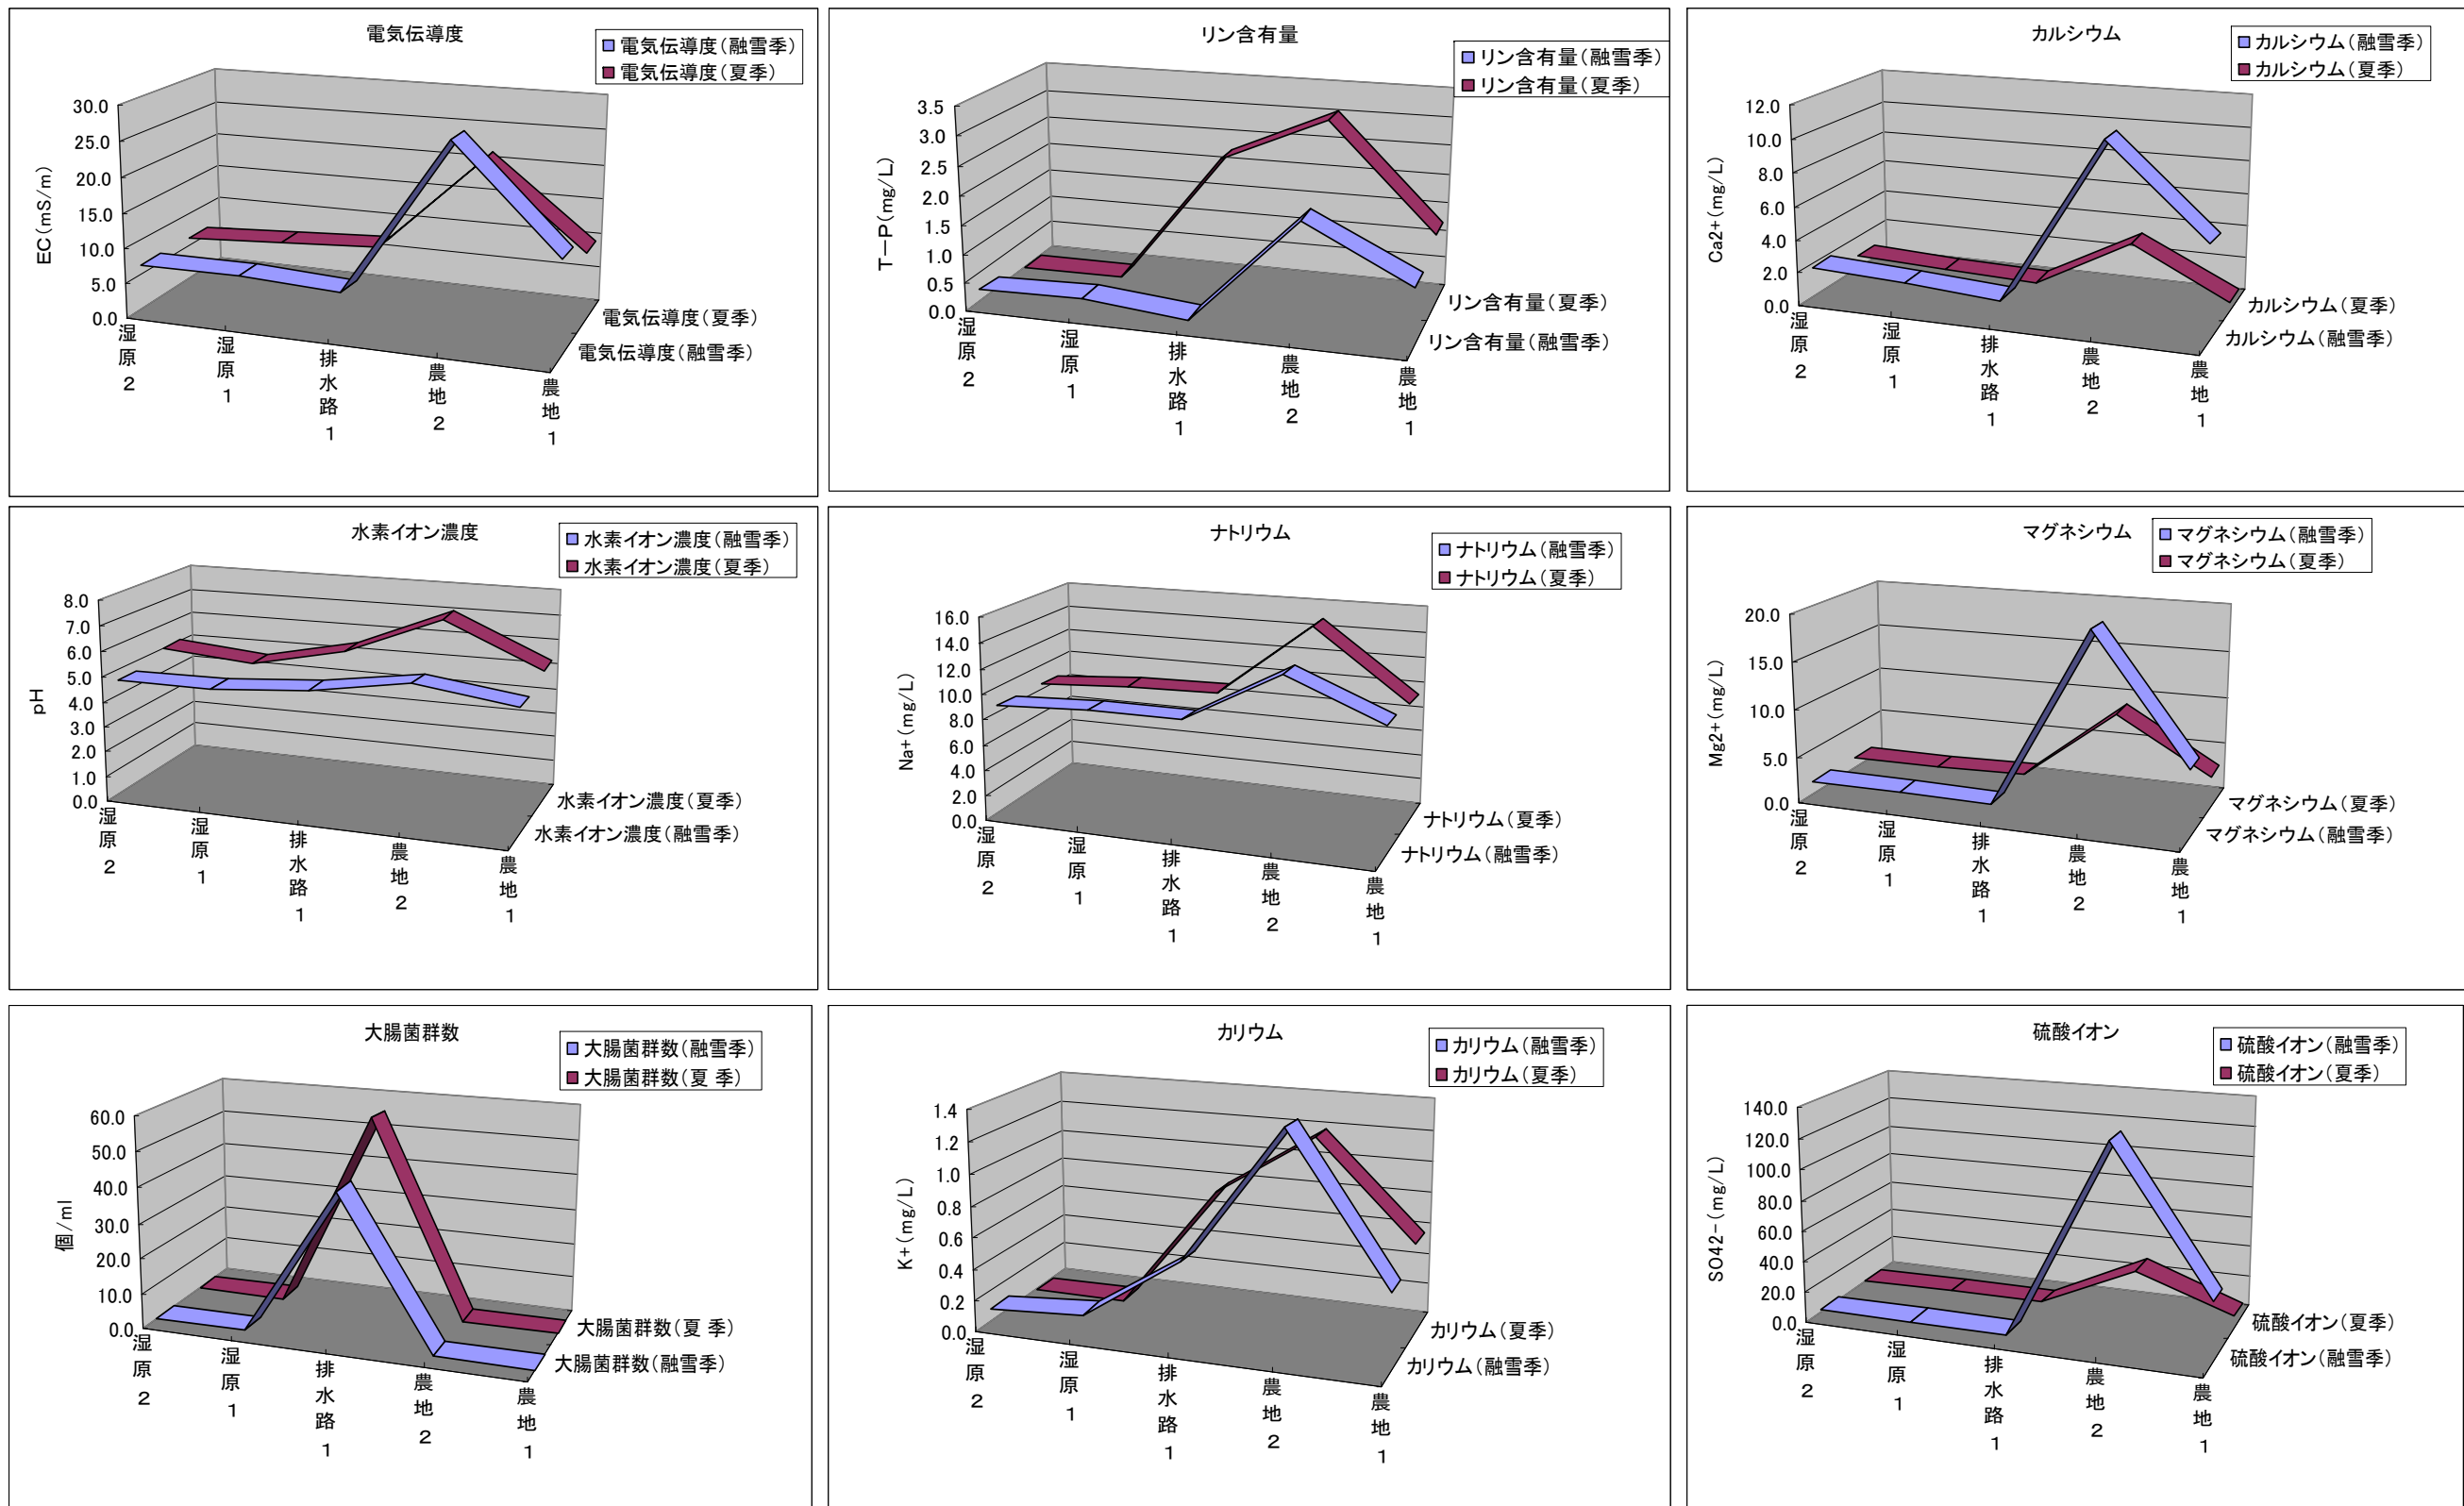 電気伝導度
電気伝導度(融雪季)
電気伝導度(夏季)
EC(mS/m)
30.0
25.0
20.0
15.0
10.0
5.0
0.0
湿原2
湿原1
排水路1
農地2
農地1
電気伝導度(夏季)
電気伝導度(融雪季)
リン含有量
リン含有量(融雪季)
リン含有量(夏季)
T-P(mg/L)
3.5
3.0
2.5
2.0
1.5
1.0
0.5
0.0
湿原2
湿原1
排水路1
農地2
農地1
リン含有量(夏季)
リン含有量(融雪季)
カルシウム
カルシウム(融雪季)
カルシウム(夏季)
Ca2+(mg/L)
12.0
10.0
8.0
6.0
4.0
2.0
0.0
湿原2
湿原1
排水路1
農地2
農地1
カルシウム(夏季)
カルシウム(融雪季)
水素イオン濃度
水素イオン濃度(融雪季)
水素イオン濃度(夏季)
pH
8.0
7.0
6.0
5.0
4.0
3.0
2.0
1.0
0.0
湿原2
湿原1
排水路1
農地2
農地1
水素イオン濃度(夏季)
水素イオン濃度(融雪季)
ナトリウム
ナトリウム(融雪季)
ナトリウム(夏季)
Na+(mg/L)
16.0
14.0
12.0
10.0
8.0
6.0
4.0
2.0
0.0
湿原2
湿原1
排水路1
農地2
農地1
ナトリウム(夏季)
ナトリウム(融雪季)
マグネシウム
マグネシウム(融雪季)
マグネシウム(夏季)
Mg2+(mg/L)
20.0
15.0
10.0
5.0
0.0
湿原2
湿原1
排水路1
農地2
農地1
マグネシウム(夏季)
マグネシウム(融雪季)
大腸菌群数
大腸菌群数(融雪季)
大腸菌群数(夏 季)
個/ml
60.0
50.0
40.0
30.0
20.0
10.0
0.0
湿原2
湿原1
排水路1
農地2
農地1
大腸菌群数(夏 季)
大腸菌群数(融雪季)
カリウム
カリウム(融雪季)
カリウム(夏季)
K+(mg/L)
1.4
1.2
1.0
0.8
0.6
0.4
0.2
0.0
湿原2
湿原1
排水路1
農地2
農地1
カリウム(夏季)
カリウム(融雪季)
硫酸イオン
硫酸イオン(融雪季)
硫酸イオン(夏季)
SO42-(mg/L)
140.0
120.0
100.0
80.0
60.0
40.0
20.0
0.0
湿原2
湿原1
排水路1
農地2
農地1
硫酸イオン(夏季)
硫酸イオン(融雪季)